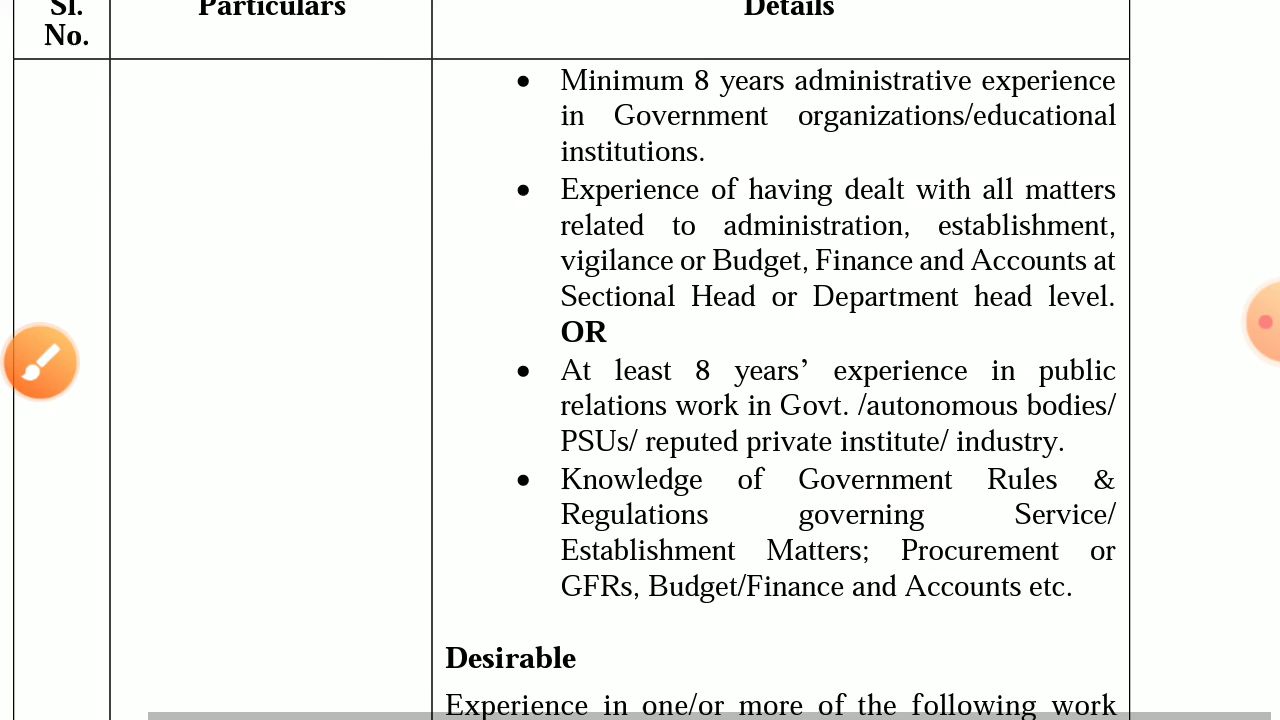 Sl. Particulars Details
No.
• Minimum 8 years administrative experience
in Government organizations/educational
institutions.
• Experience of having dealt with all matters
related to administration, establishment,
vigilance or Budget, Finance and Accounts at
Sectional Head or Department head level.
OR
• At least 8 years’ experience in public
relations work in Govt. /autonomous bodies/
PSUs/ reputed private institute/ industry.
• Knowledge of Government Rules &
Regulations governing Service/
Establishment Matters; Procurement or
GFRs, Budget/Finance and Accounts etc.
Desirable
Experience in one/or more of the following work